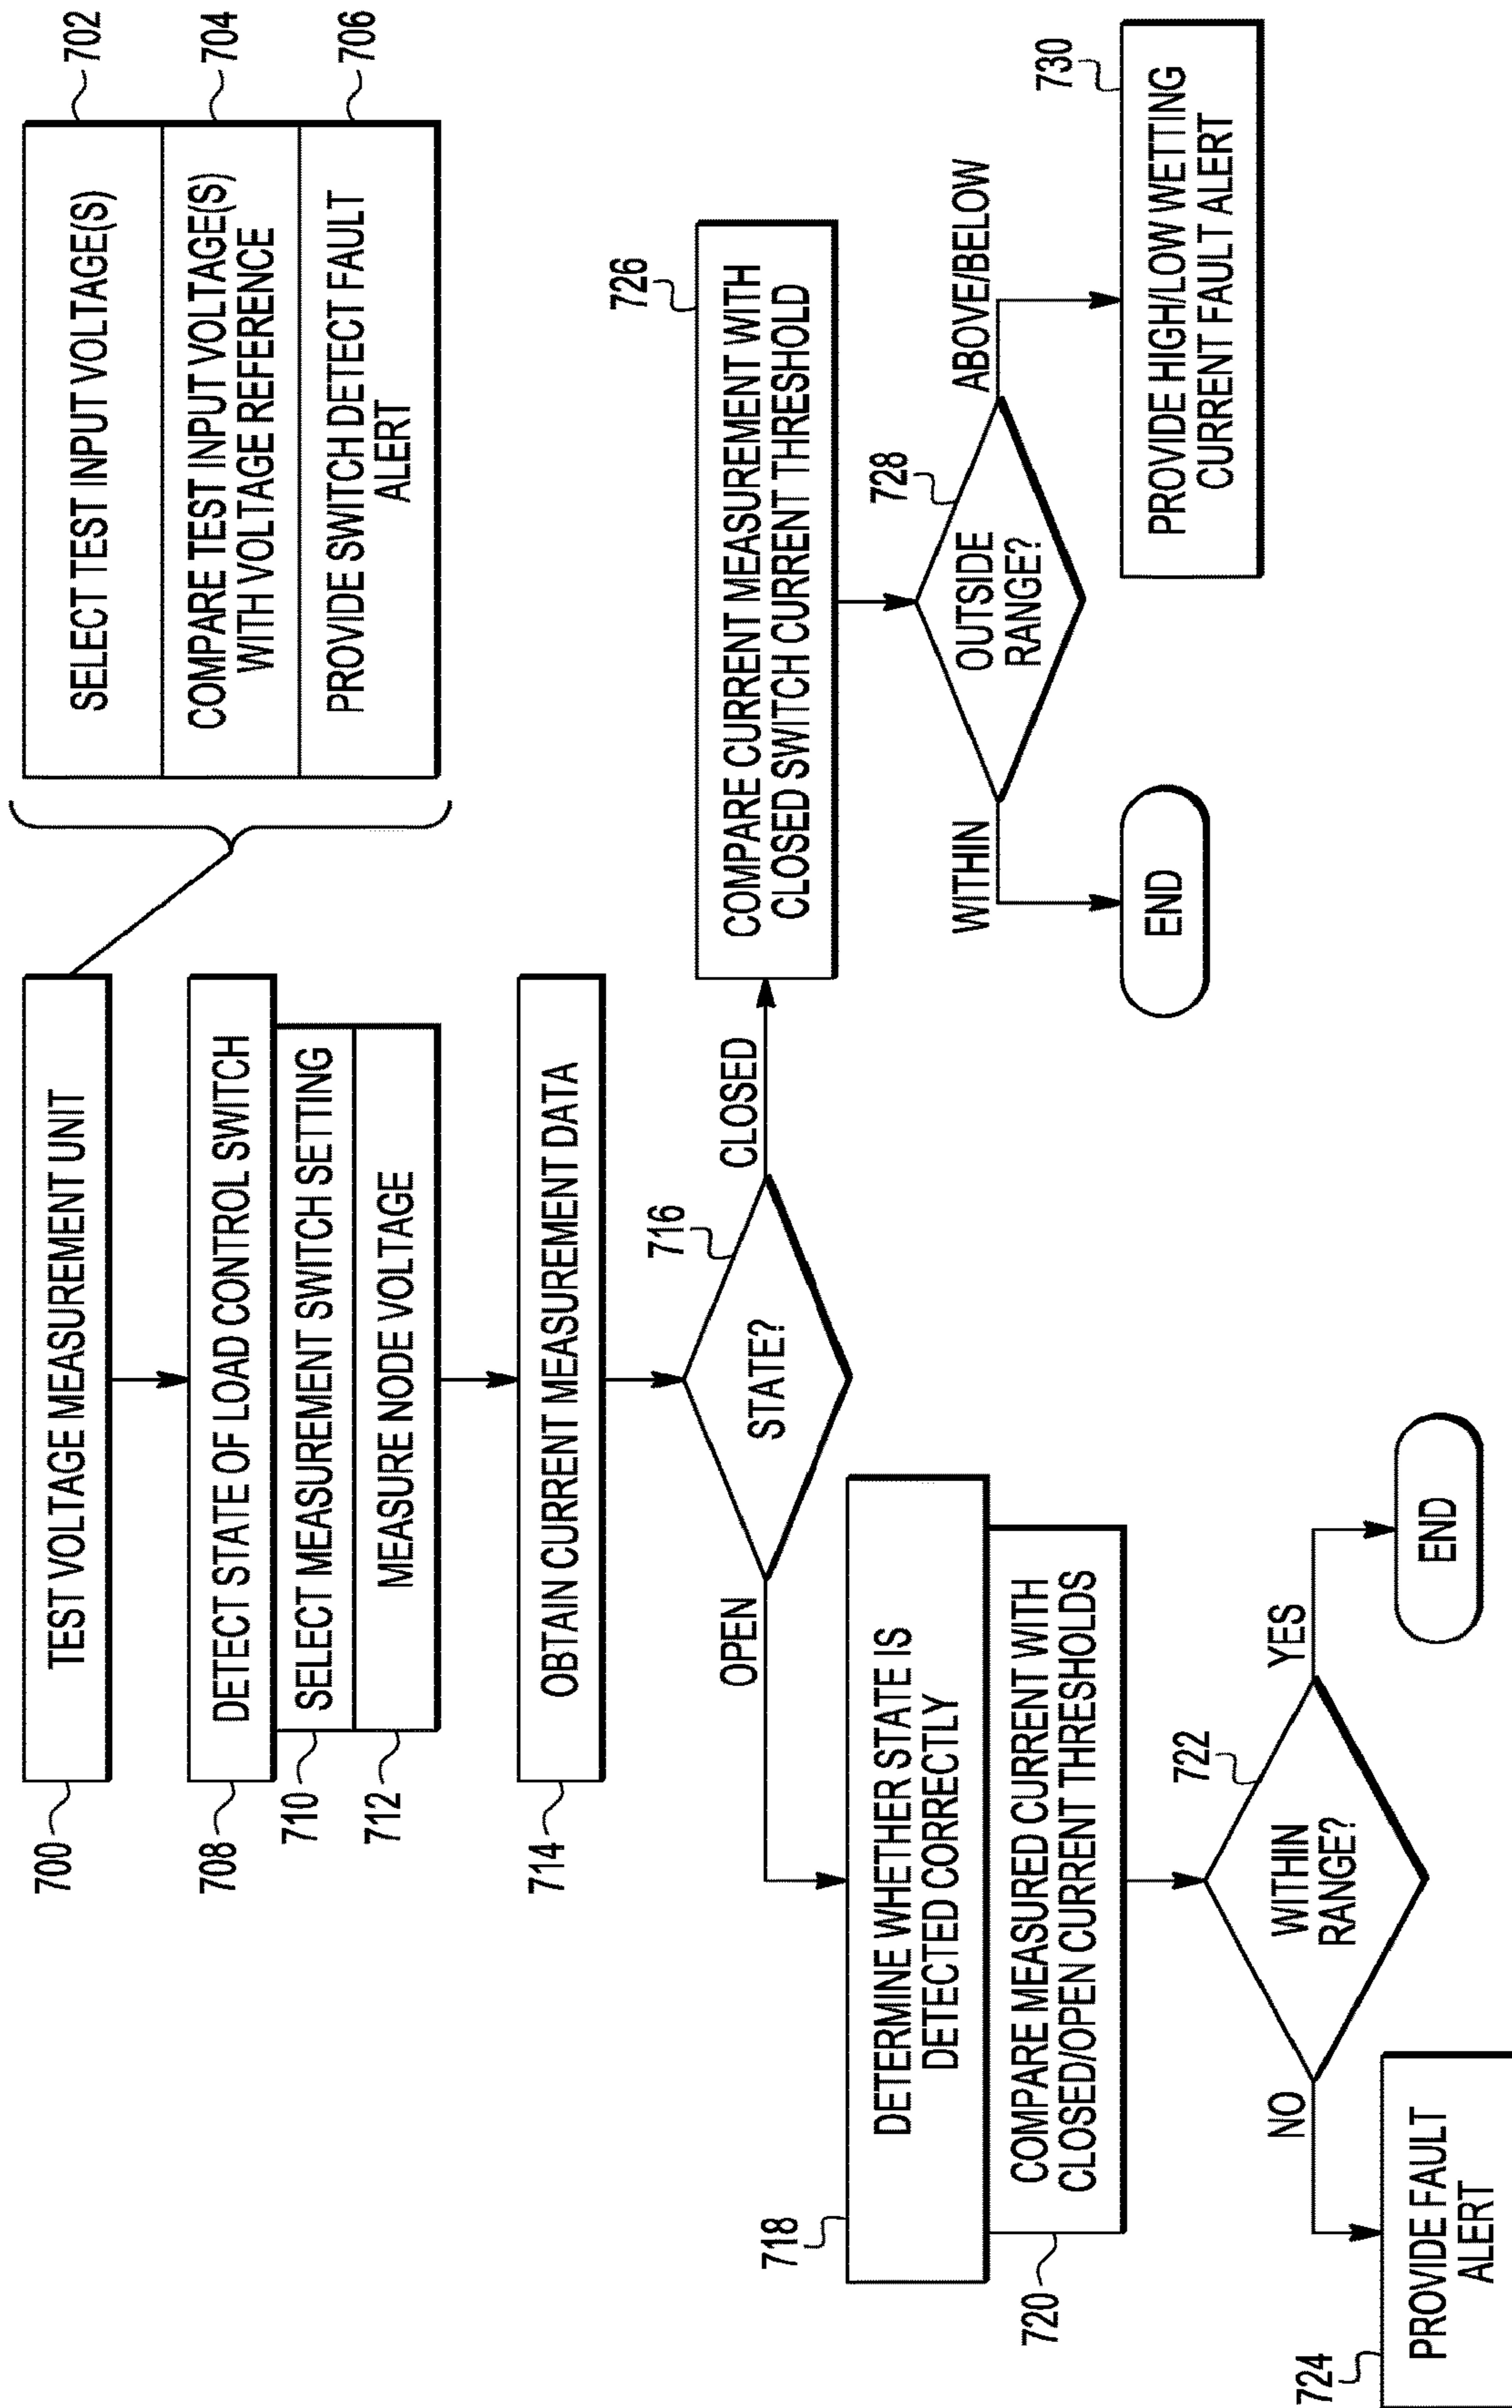 700
TEST VOLTAGE MEASUREMENT UNIT
SELECT TEST INPUT VOLTAGE(S)
702
COMPARE TEST INPUT VOLTAGE(S)
WITH VOLTAGE REFERENCE
704
PROVIDE SWITCH DETECT FAULT
ALERT
706
708
DETECT STATE OF LOAD CONTROL SWITCH
710
SELECT MEASUREMENT SWITCH SETTING
712
MEASURE NODE VOLTAGE
714
OBTAIN CURRENT MEASUREMENT DATA
716
STATE?
OPEN
CLOSED
718
DETERMINE WHETHER STATE IS
DETECTED CORRECTLY
720
COMPARE MEASURED CURRENT WITH
CLOSED/OPEN CURRENT THRESHOLDS
722
WITHIN
RANGE?
NO
YES
724
PROVIDE FAULT
ALERT
END
726
COMPARE CURRENT MEASUREMENT WITH
CLOSED SWITCH CURRENT THRESHOLD
728
OUTSIDE
RANGE?
WITHIN
ABOVE/BELOW
END
730
PROVIDE HIGH/LOW WETTING
CURRENT FAULT ALERT